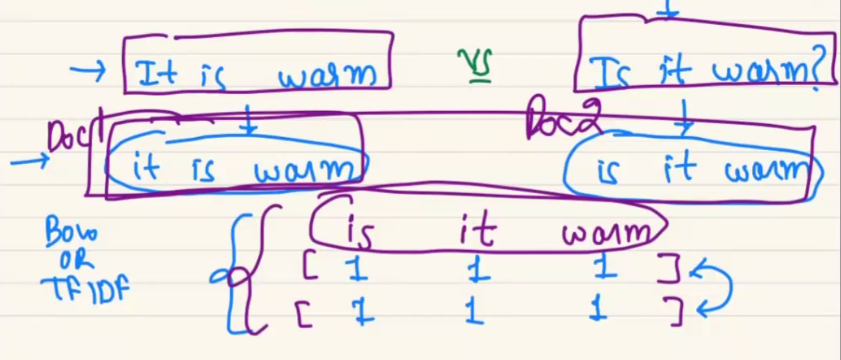 → It is warm vs Is it warm?
Doc1 Doc2
→ it is warm is it warm
is it warm
BOW
OR
TFIDF
[ 1 1 1 ]
[ 1 1 1 ]